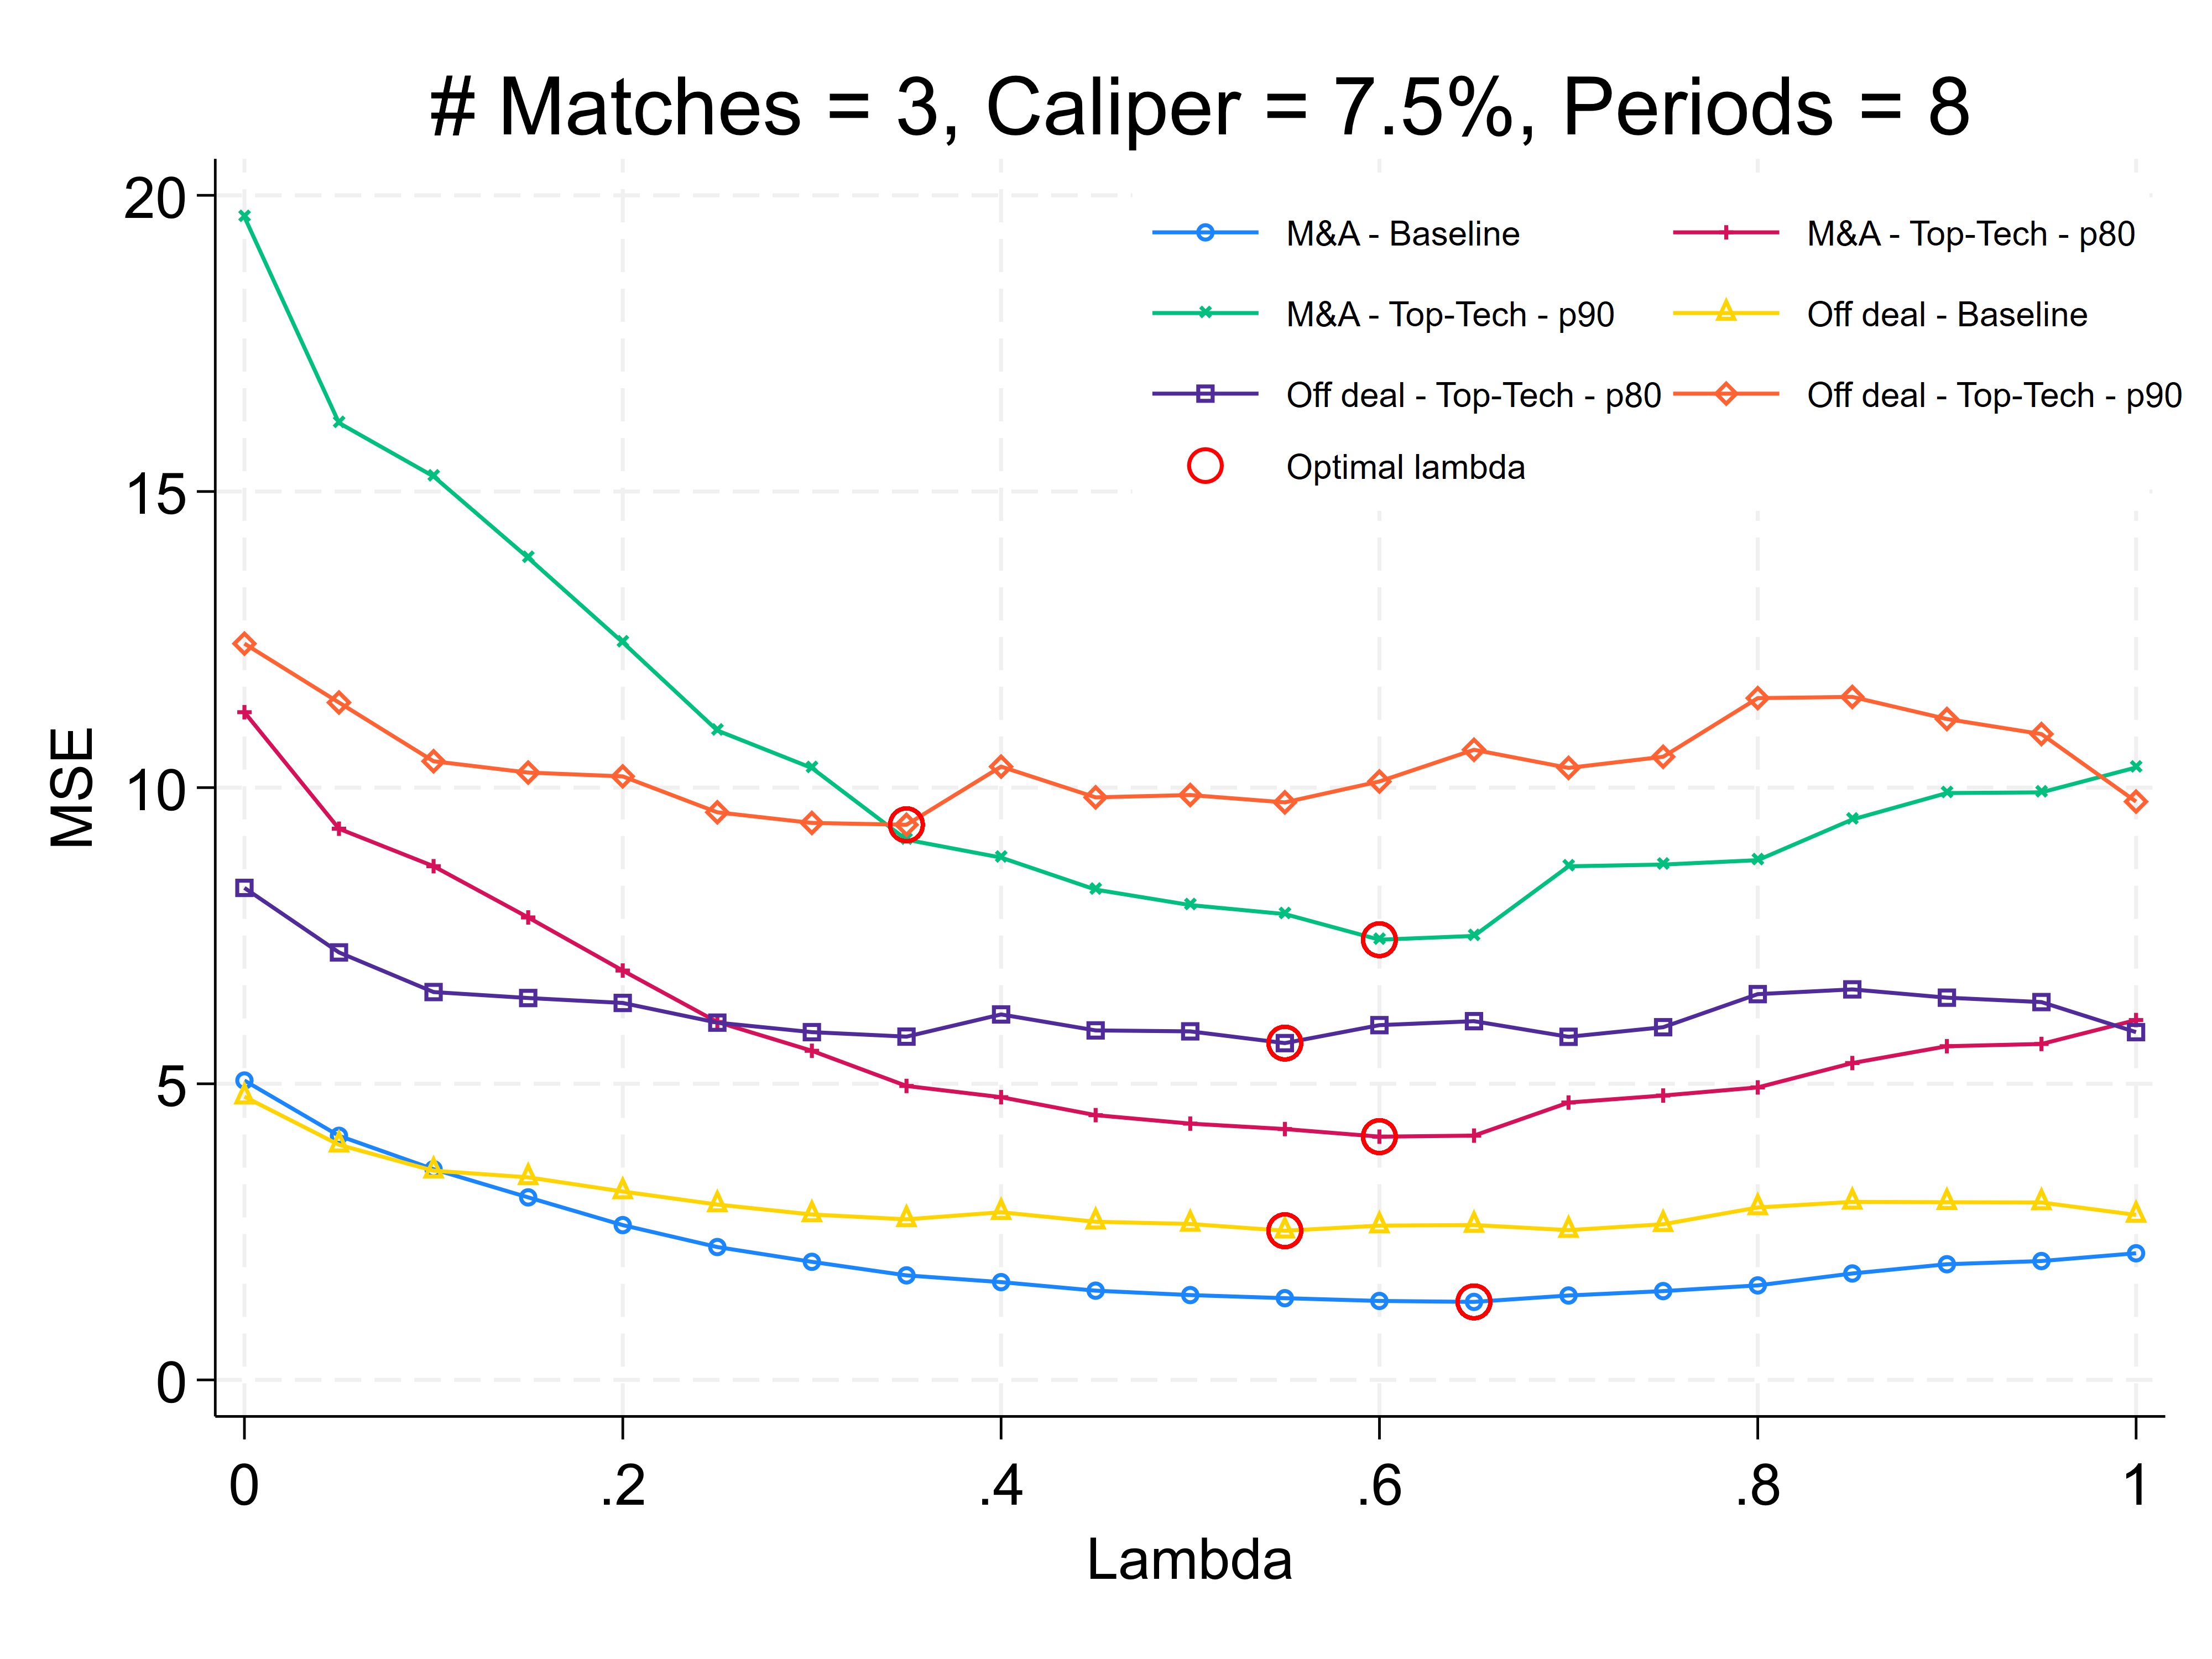 # Matches = 3, Caliper = 7.5%, Periods = 8
M&A - Baseline
M&A - Top-Tech - p80
M&A - Top-Tech - p90
Off deal - Baseline
Off deal - Top-Tech - p80
Off deal - Top-Tech - p90
Optimal lambda
MSE
20
15
10
5
0
0 .2 .4 .6 .8 1
Lambda